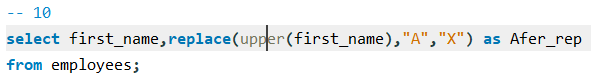 -- 10
select first_name,replace(upper(first_name),"A","X") as Afer_rep
from employees;